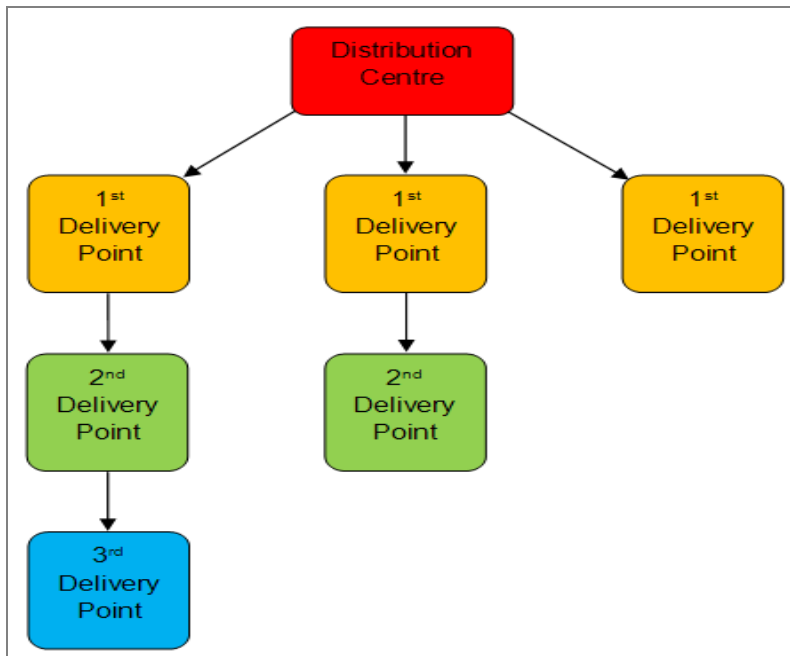 Distribution
Centre
1st
Delivery
Point
1st
Delivery
Point
1st
Delivery
Point
2nd
Delivery
Point
2nd
Delivery
Point
3rd
Delivery
Point